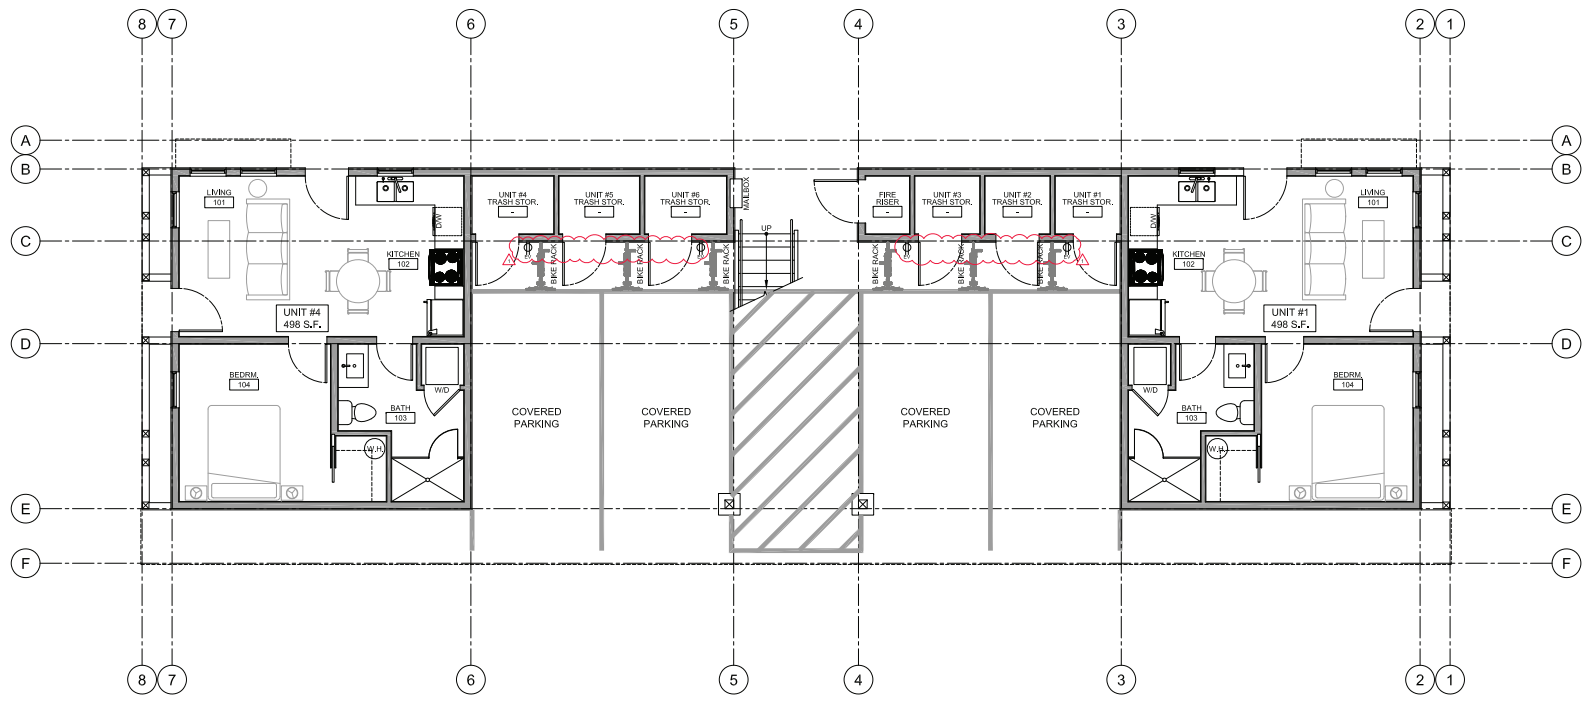 8 7 6 5 4 3 2 1
A A
B B
LIVING
101
UNIT #4
TRASH STOR.
-
UNIT #5
TRASH STOR.
-
UNIT #6
TRASH STOR.
-
MAILBOX
FIRE
RISER
-
UNIT #3
TRASH STOR.
-
UNIT #2
TRASH STOR.
-
UNIT #1
TRASH STOR.
-
LIVING
101
D/W
UP
D/W
C C
KITCHEN
102
BIKE RACK
BIKE RACK
BIKE RACK
BIKE RACK
BIKE RACK
BIKE RACK
KITCHEN
102
UNIT #4
498 S.F.
UNIT #1
498 S.F.
D D
BEDRM.
104
W/D
BATH
103
COVERED
PARKING
COVERED
PARKING
COVERED
PARKING
COVERED
PARKING
W/D
BATH
103
BEDRM.
104
W.H.
W.H.
E E
F F
8 7 6 5 4 3 2 1